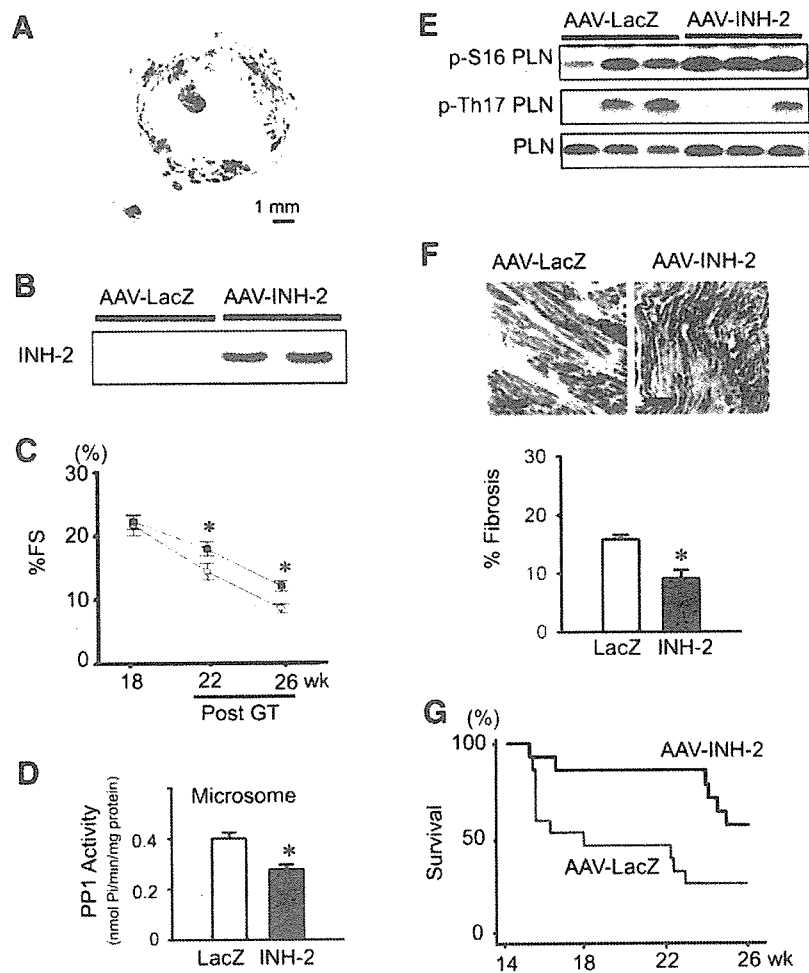 A
1 mm
B
AAV-LacZ AAV-INH-2
INH-2
C
(%)
30
20
10
0
%FS
* *
18 22 26 wk
Post GT
D
Microsome
PP1 Activity
(nmol Pi/min/mg protein)
0.4
0.2
0
*
LacZ INH-2
E
AAV-LacZ AAV-INH-2
p-S16 PLN
p-Th17 PLN
PLN
F
AAV-LacZ AAV-INH-2
% Fibrosis
30
20
10
0
*
LacZ INH-2
G
(%)
100
50
0
Survival
AAV-INH-2
AAV-LacZ
14 18 22 26 wk